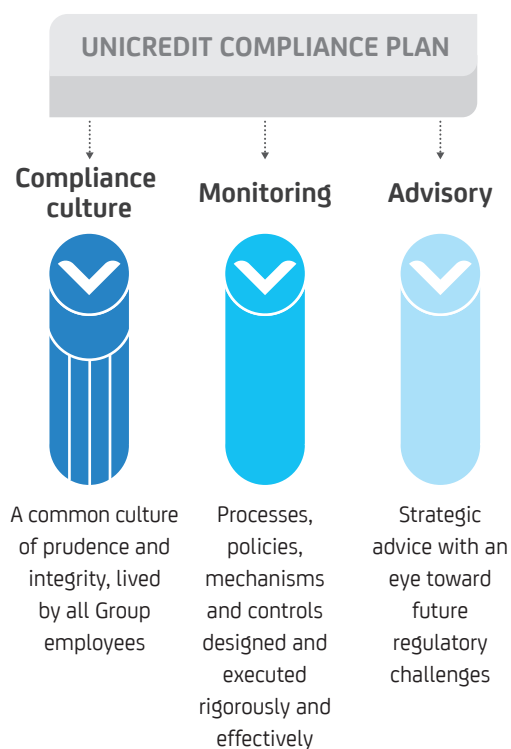 UNICREDIT COMPLIANCE PLAN
Compliance
culture
Monitoring
Advisory
A common culture
of prudence and
integrity, lived
by all Group
employees
Processes,
policies,
mechanisms
and controls
designed and
executed
rigorously and
effectively
Strategic
advice with an
eye toward
future
regulatory
challenges